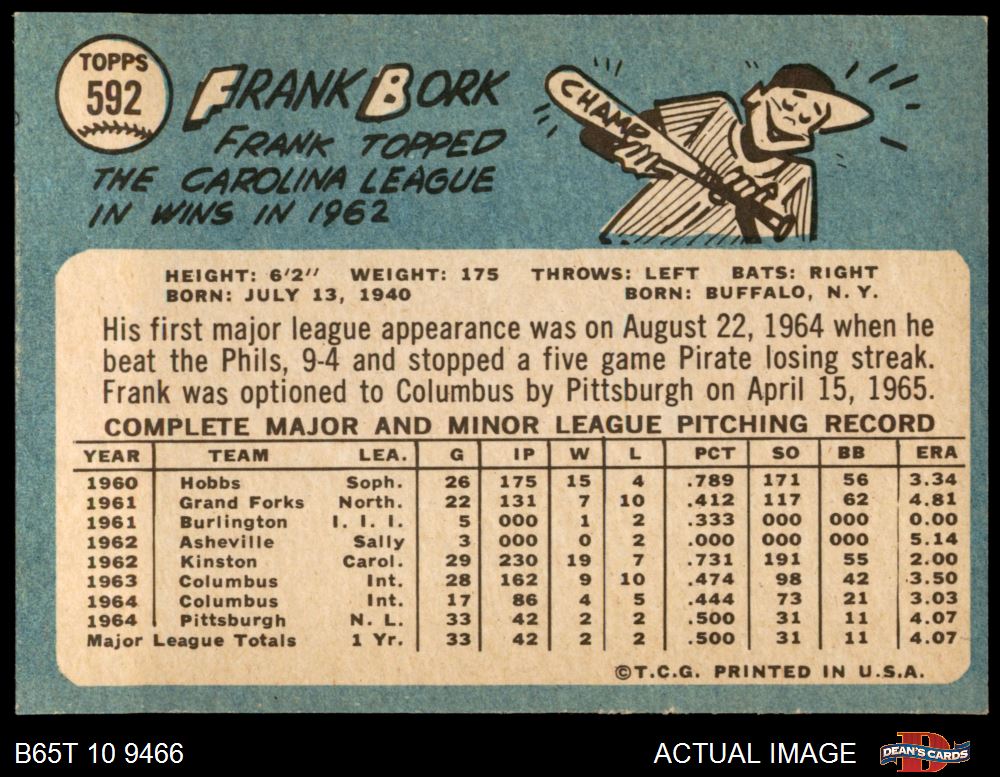 TOPPS
592
FRANK BORK
FRANK TOPPED
THE CAROLINA LEAGUE
IN WINS IN 1962
CHAMP
HEIGHT: 6'2" WEIGHT: 175 THROWS: LEFT BATS: RIGHT
BORN: JULY 13, 1940 BORN: BUFFALO, N. Y.
His first major league appearance was on August 22, 1964 when he
beat the Phils, 9-4 and stopped a five game Pirate losing streak.
Frank was optioned to Columbus by Pittsburgh on April 15, 1965.
COMPLETE MAJOR AND MINOR LEAGUE PITCHING RECORD
YEAR TEAM LEA. G IP W L PCT SO BB ERA
1960 Hobbs Soph. 26 175 15 4 .789 171 56 3.34
1961 Grand Forks North. 22 131 7 10 .412 117 62 4.81
1961 Burlington I. I. I. 5 000 1 2 .333 000 000 0.00
1962 Asheville Sally 3 000 0 2 .000 000 000 5.14
1962 Kinston Carol. 29 230 19 7 .731 191 55 2.00
1963 Columbus Int. 28 162 9 10 .474 98 42 3.50
1964 Columbus Int. 17 86 4 5 .444 73 21 3.03
1964 Pittsburgh N. L. 33 42 2 2 .500 31 11 4.07
Major League Totals 1 Yr. 33 42 2 2 .500 31 11 4.07
©T.C.G. PRINTED IN U.S.A.
B65T 10 9466
ACTUAL IMAGE
DEAN'S CARDS